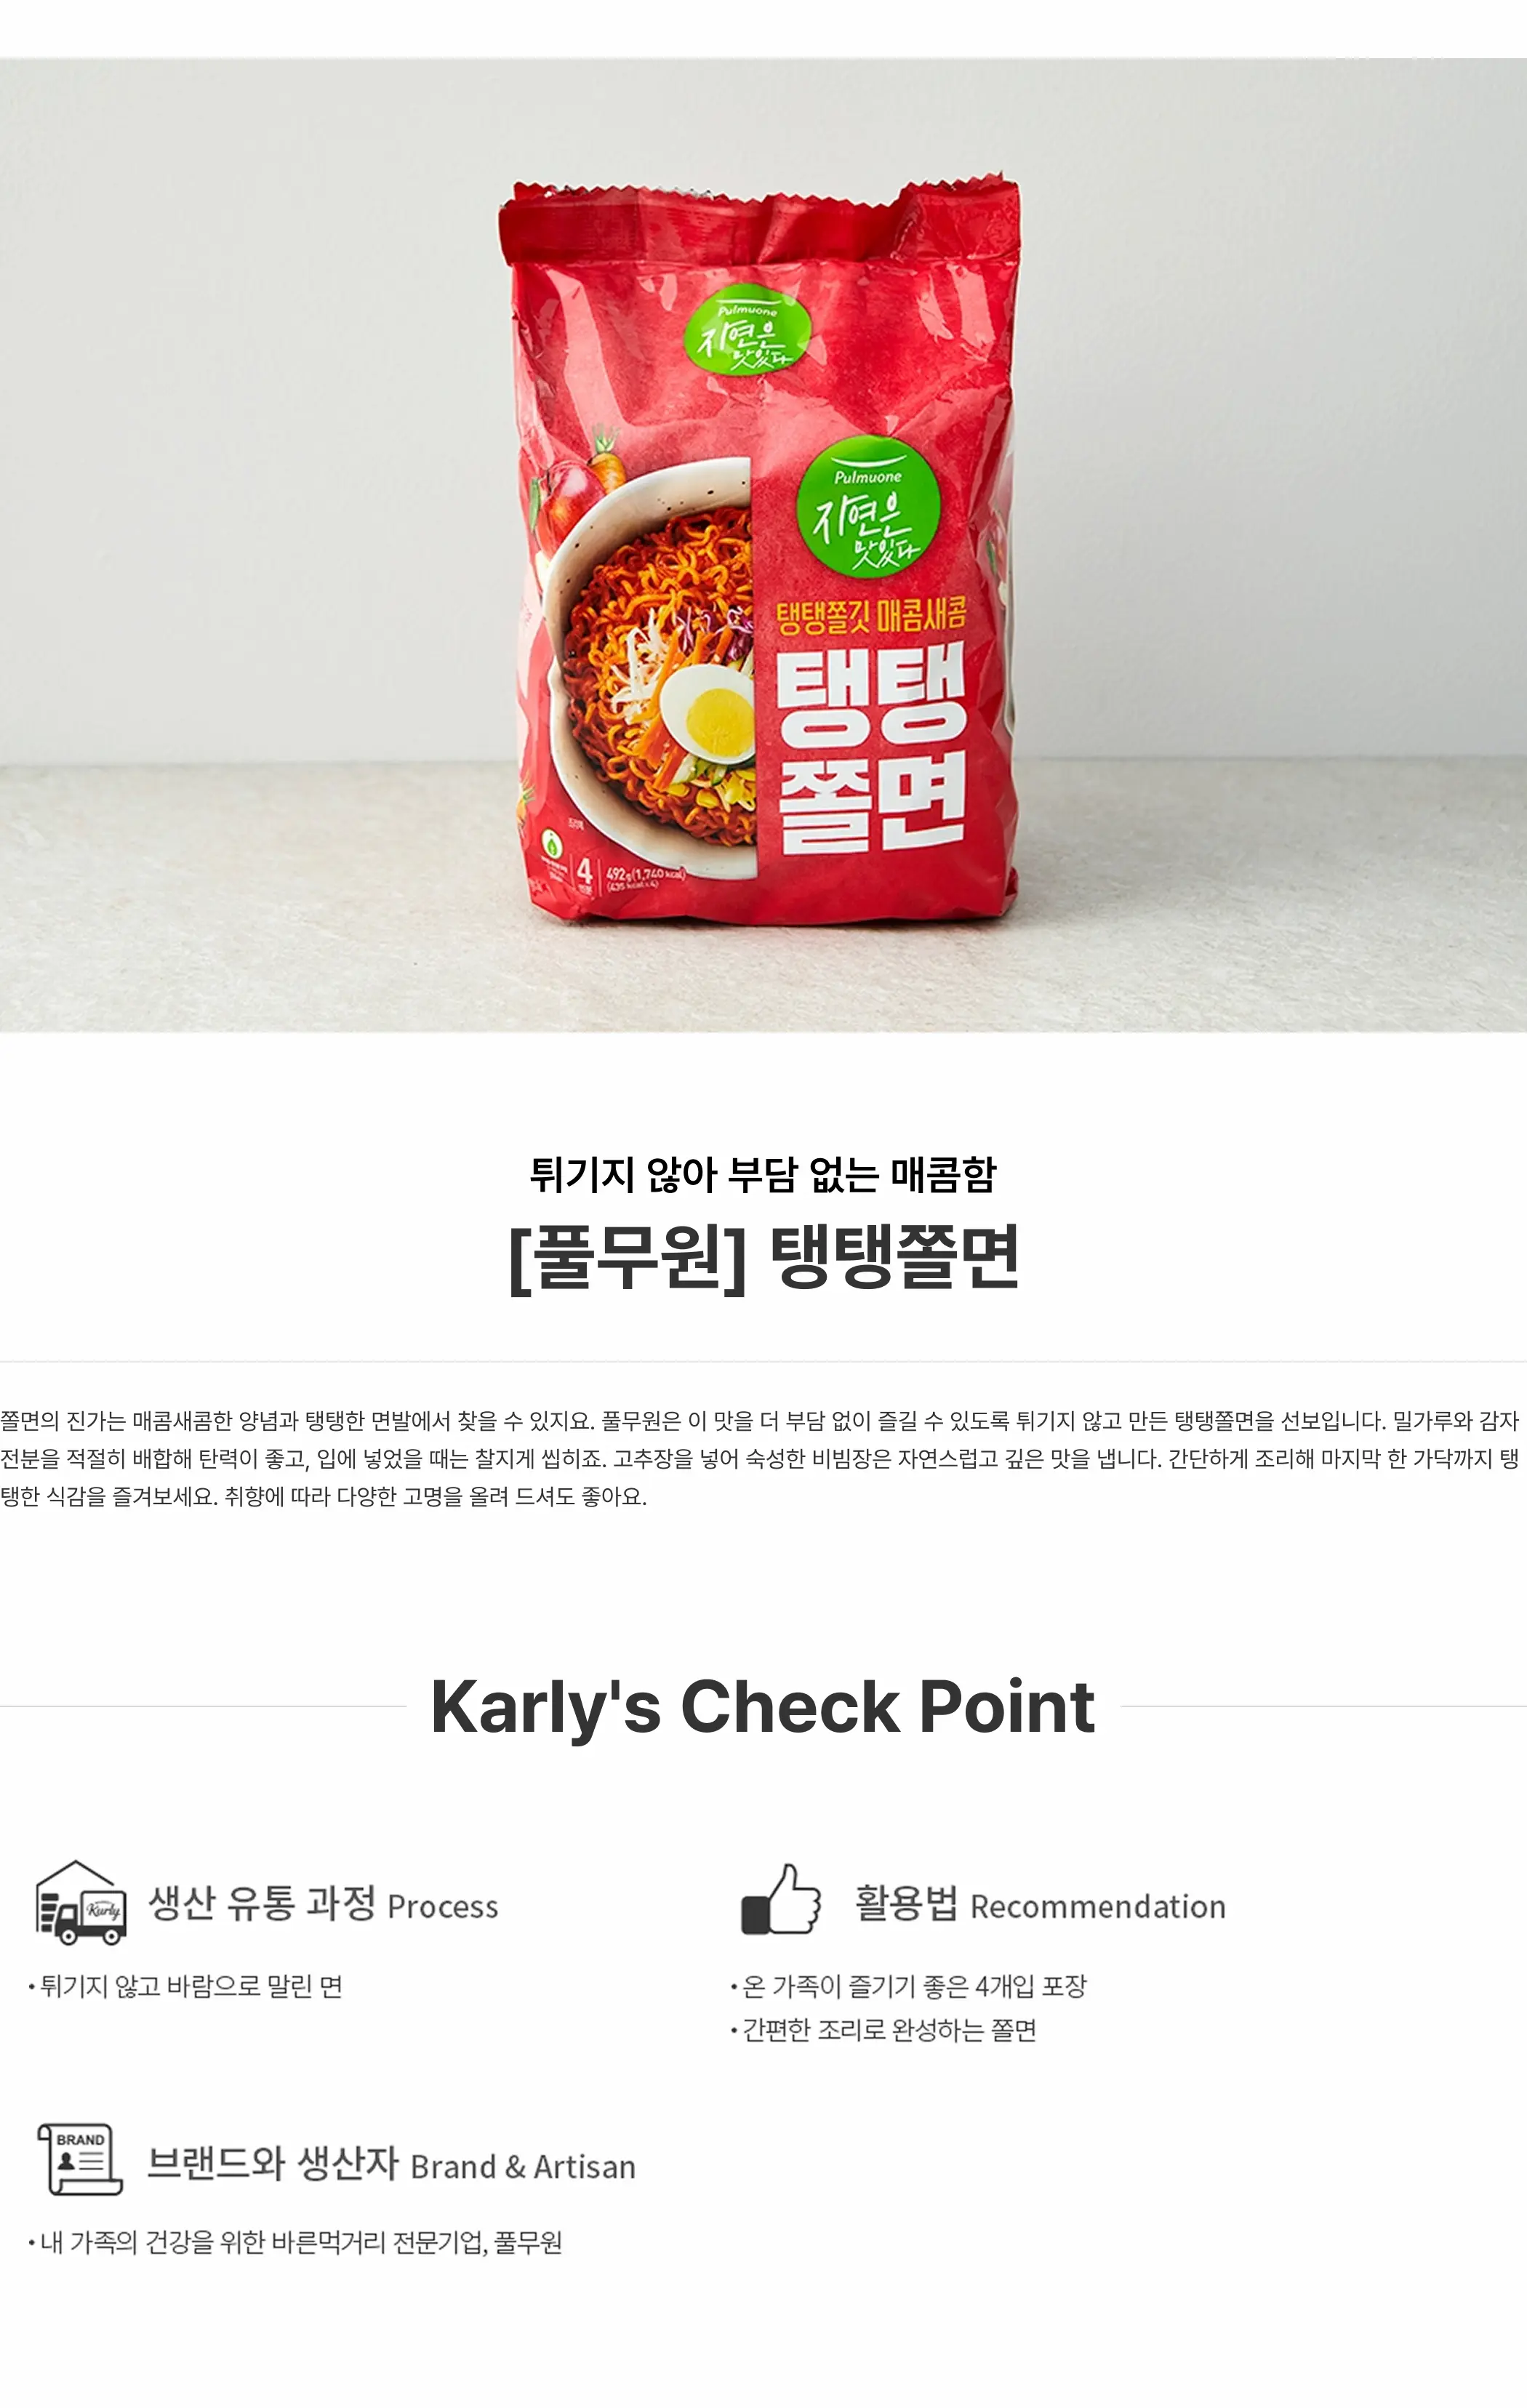 Pulmuone
자연은
맛있다
Pulmuone
자연은
맛있다
탱탱쫄깃 매콤새콤
탱탱
쫄면
조리예
4
492g(1,740 kcal)
(435 kcal x 4)
튀기지 않아 부담 없는 매콤함
[풀무원] 탱탱쫄면
쫄면의 진가는 매콤새콤한 양념과 탱탱한 면발에서 찾을 수 있지요. 풀무원은 이 맛을 더 부담 없이 즐길 수 있도록 튀기지 않고 만든 탱탱쫄면을 선보입니다. 밀가루와 감자
전분을 적절히 배합해 탄력이 좋고, 입에 넣었을 때는 찰지게 씹히죠. 고추장을 넣어 숙성한 비빔장은 자연스럽고 깊은 맛을 냅니다. 간단하게 조리해 마지막 한 가닥까지 탱
탱한 식감을 즐겨보세요. 취향에 따라 다양한 고명을 올려 드셔도 좋아요.
Karly's Check Point
Kurly
생산 유통 과정 Process
• 튀기지 않고 바람으로 말린 면
활용법 Recommendation
• 온 가족이 즐기기 좋은 4개입 포장
• 간편한 조리로 완성하는 쫄면
BRAND
브랜드와 생산자 Brand & Artisan
• 내 가족의 건강을 위한 바른먹거리 전문기업, 풀무원